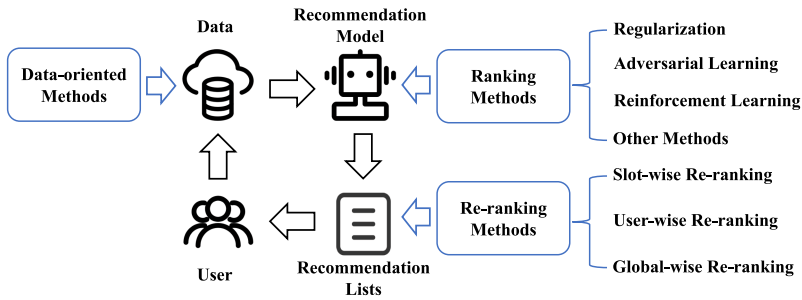 Data
Recommendation
Model
Data-oriented
Methods
Ranking
Methods
Regularization
Adversarial Learning
Reinforcement Learning
Other Methods
User
Recommendation
Lists
Re-ranking
Methods
Slot-wise Re-ranking
User-wise Re-ranking
Global-wise Re-ranking